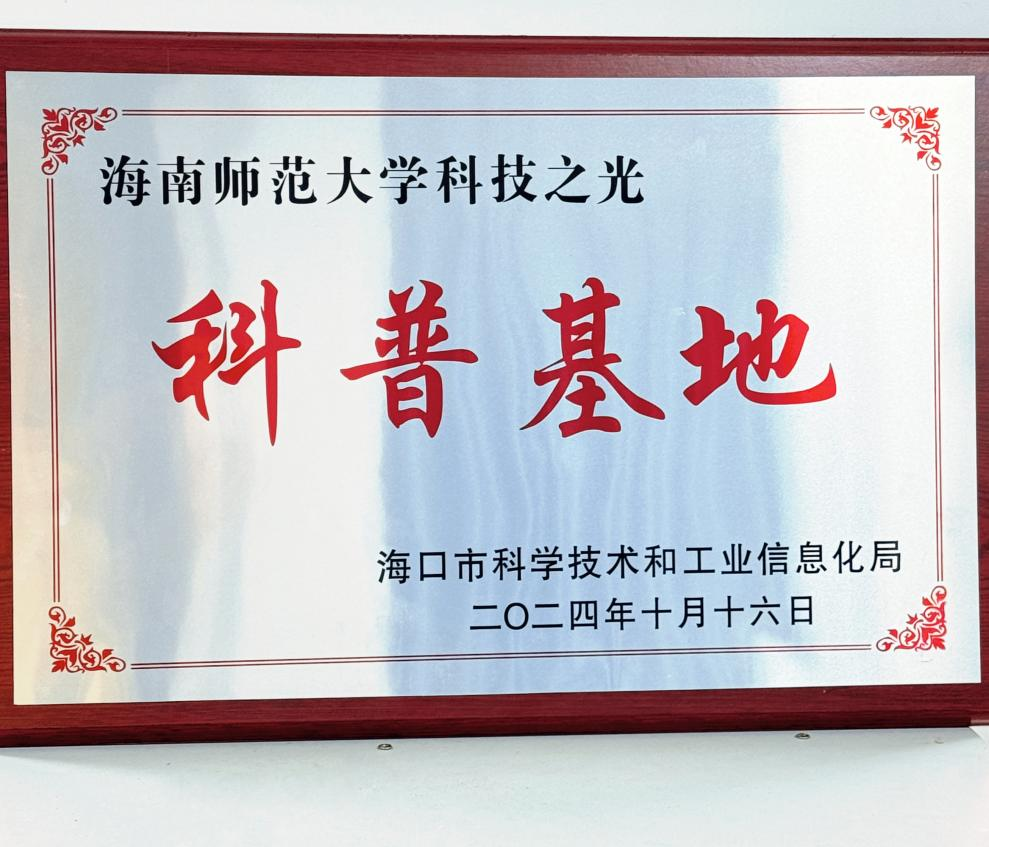 海南师范大学科技之光
科普基地
海口市科学技术和工业信息化局
二〇二四年十月十六日